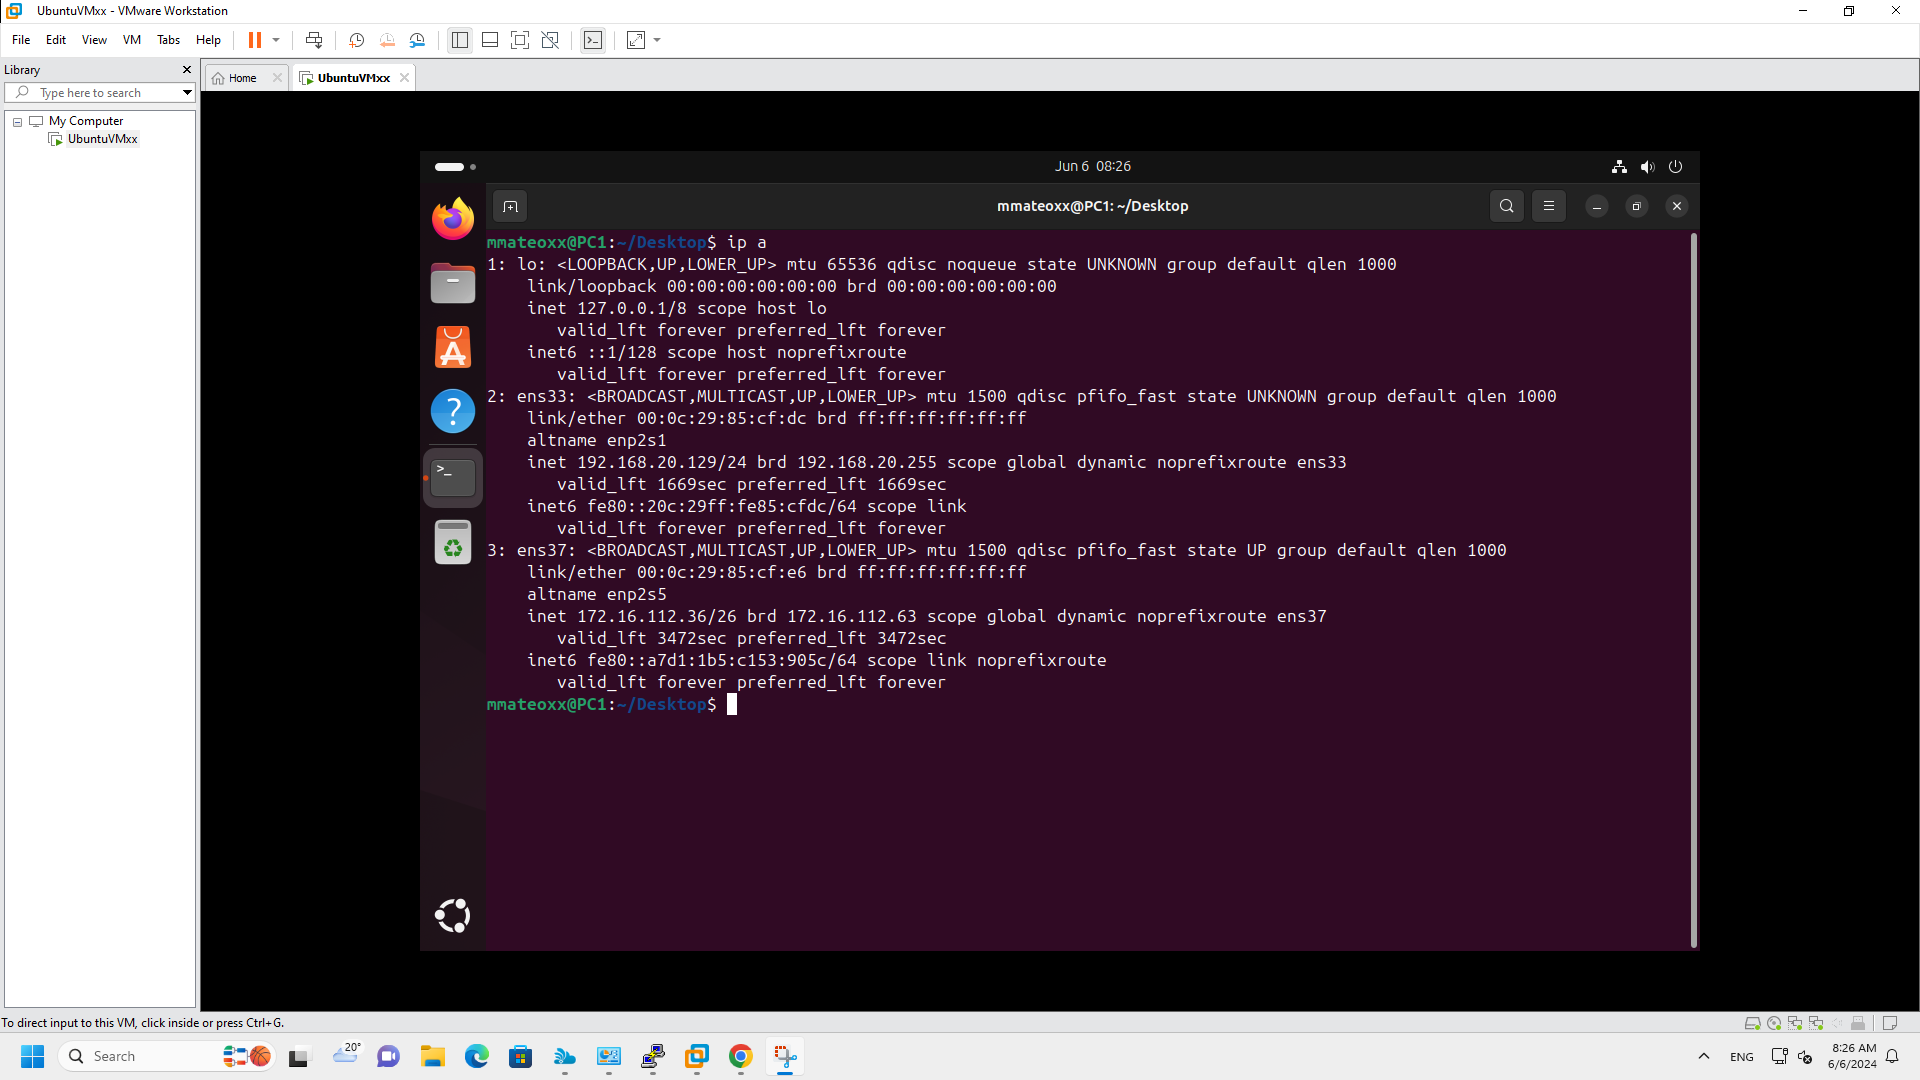 UbuntuVMxx - VMware Workstation
File Edit View VM Tabs Help
Library
Home
UbuntuVMxx
Type here to search
My Computer
UbuntuVMxx
Jun 6 08:26
mmateoxx@PC1: ~/Desktop
mmateoxx@PC1:~/Desktop$ ip a
1: lo: <LOOPBACK,UP,LOWER_UP> mtu 65536 qdisc noqueue state UNKNOWN group default qlen 1000
link/loopback 00:00:00:00:00:00 brd 00:00:00:00:00:00
inet 127.0.0.1/8 scope host lo
valid_lft forever preferred_lft forever
inet6 ::1/128 scope host noprefixroute
valid_lft forever preferred_lft forever
2: ens33: <BROADCAST,MULTICAST,UP,LOWER_UP> mtu 1500 qdisc pfifo_fast state UNKNOWN group default qlen 1000
link/ether 00:0c:29:85:cf:dc brd ff:ff:ff:ff:ff:ff
altname enp2s1
inet 192.168.20.129/24 brd 192.168.20.255 scope global dynamic noprefixroute ens33
valid_lft 1669sec preferred_lft 1669sec
inet6 fe80::20c:29ff:fe85:cfdc/64 scope link
valid_lft forever preferred_lft forever
3: ens37: <BROADCAST,MULTICAST,UP,LOWER_UP> mtu 1500 qdisc pfifo_fast state UP group default qlen 1000
link/ether 00:0c:29:85:cf:e6 brd ff:ff:ff:ff:ff:ff
altname enp2s5
inet 172.16.112.36/26 brd 172.16.112.63 scope global dynamic noprefixroute ens37
valid_lft 3472sec preferred_lft 3472sec
inet6 fe80::a7d1:1b5:c153:905c/64 scope link noprefixroute
valid_lft forever preferred_lft forever
mmateoxx@PC1:~/Desktop$
To direct input to this VM, click inside or press Ctrl+G.
Search
20°
ENG
8:26 AM
6/6/2024